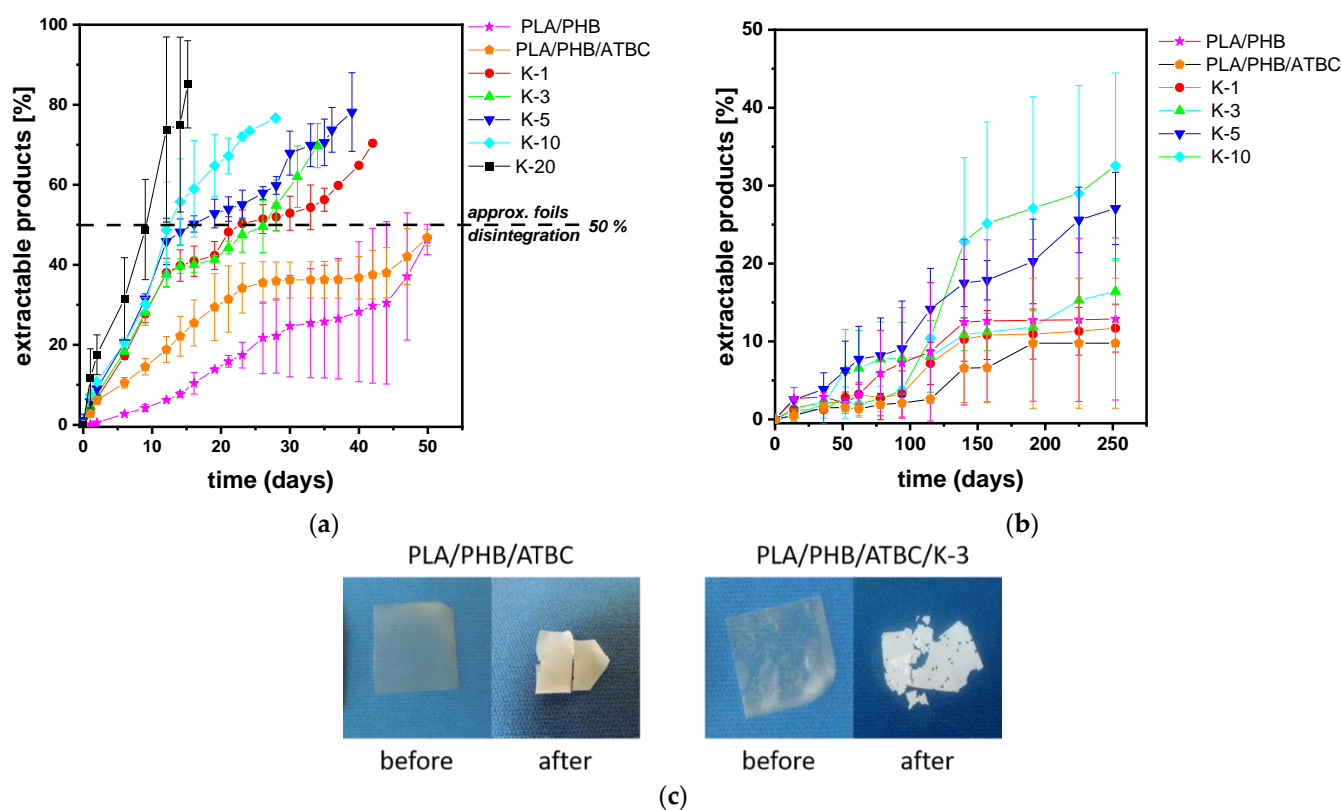 100
80
60
40
20
0
extractable products [%]
0 10 20 30 40 50
time (days)
PLA/PHB
PLA/PHB/ATBC
K-1
K-3
K-5
K-10
K-20
approx. foils
disintegration
50 %
(a)
50
40
30
20
10
0
extractable products [%]
0 50 100 150 200 250
time (days)
PLA/PHB
PLA/PHB/ATBC
K-1
K-3
K-5
K-10
(b)
PLA/PHB/ATBC
before after
PLA/PHB/ATBC/K-3
before after
(c)